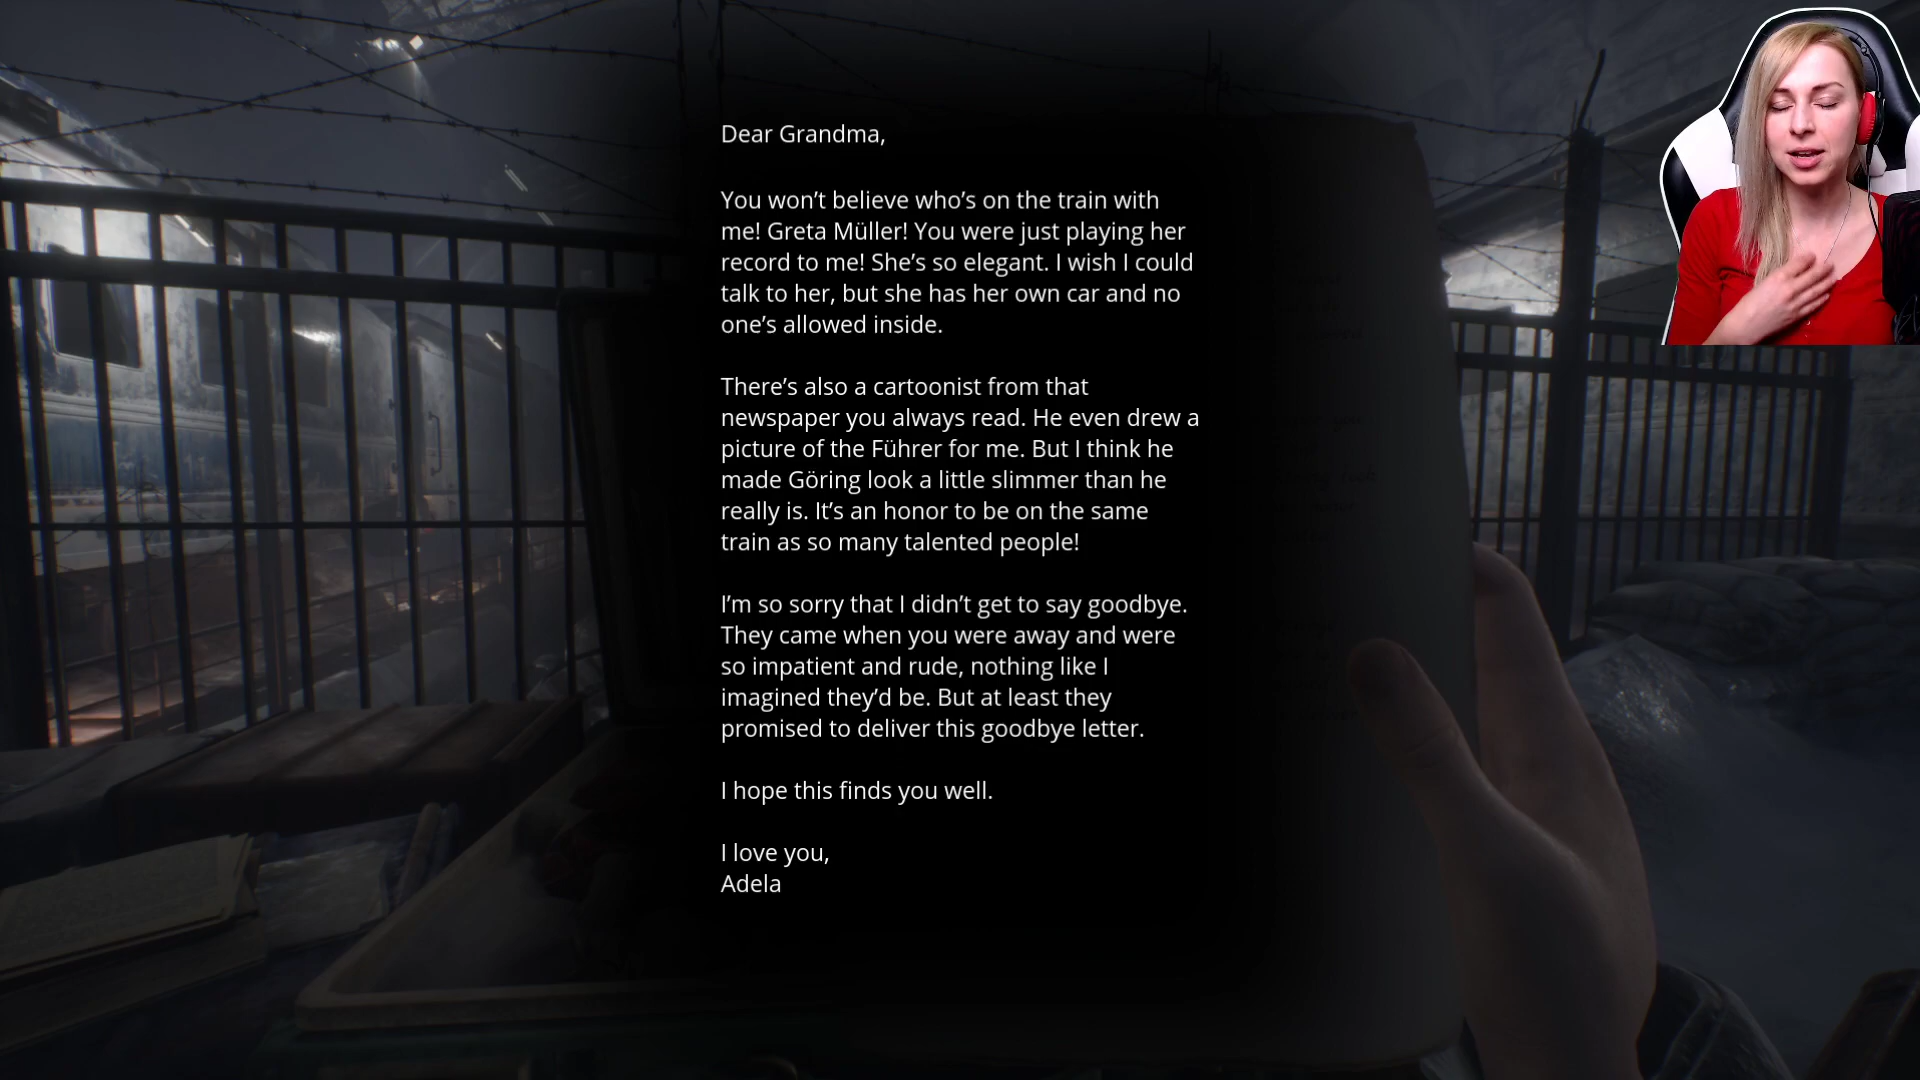 Dear Grandma,
You won’t believe who’s on the train with
me! Greta Müller! You were just playing her
record to me! She’s so elegant. I wish I could
talk to her, but she has her own car and no
one’s allowed inside.
There’s also a cartoonist from that
newspaper you always read. He even drew a
picture of the Führer for me. But I think he
made Göring look a little slimmer than he
really is. It’s an honor to be on the same
train as so many talented people!
I’m so sorry that I didn’t get to say goodbye.
They came when you were away and were
so impatient and rude, nothing like I
imagined they’d be. But at least they
promised to deliver this goodbye letter.
I hope this finds you well.
I love you,
Adela